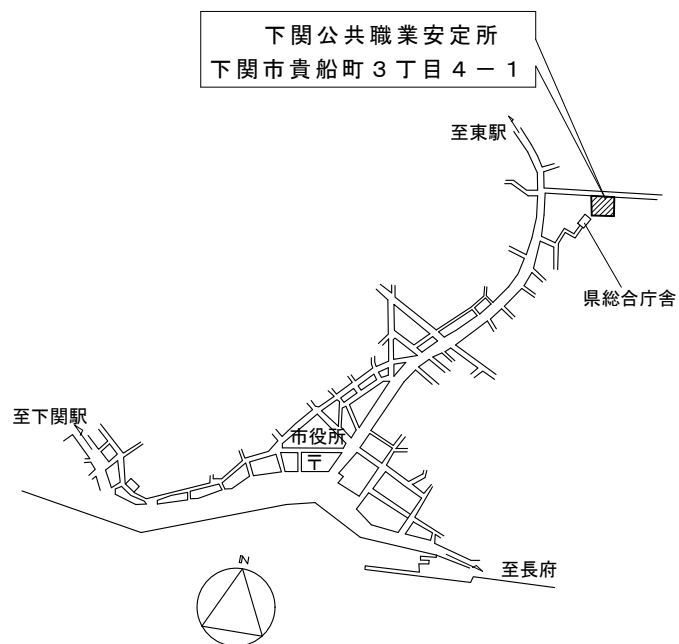 下関公共職業安定所
下関市貴船町３丁目４－１
至東駅
県総合庁舎
至下関駅
市役所
〒
至長府
N